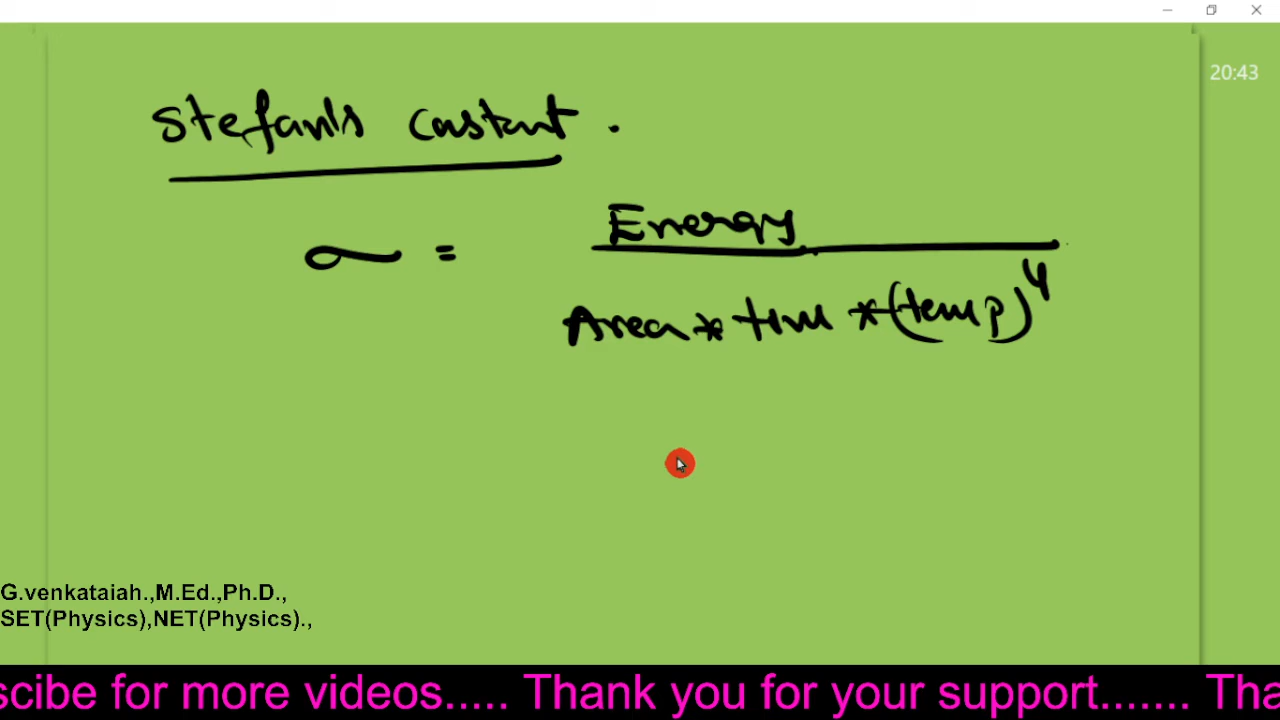 20:43
Stefan's Constant .
σ = Energy
Area * time * (temp)^4
G.venkataiah.,M.Ed.,Ph.D.,
SET(Physics),NET(Physics).,
scibe for more videos..... Thank you for your support....... Tha